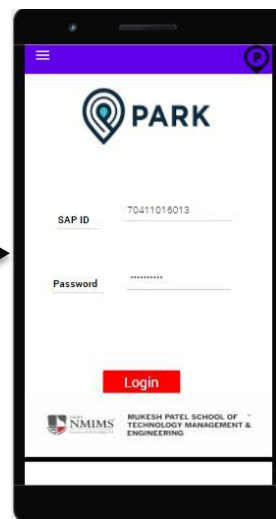 P
PARK
SAP ID
70411016013
Password
..........
Login
NMIMS
MUKESH PATEL SCHOOL OF
TECHNOLOGY MANAGEMENT &
ENGINEERING